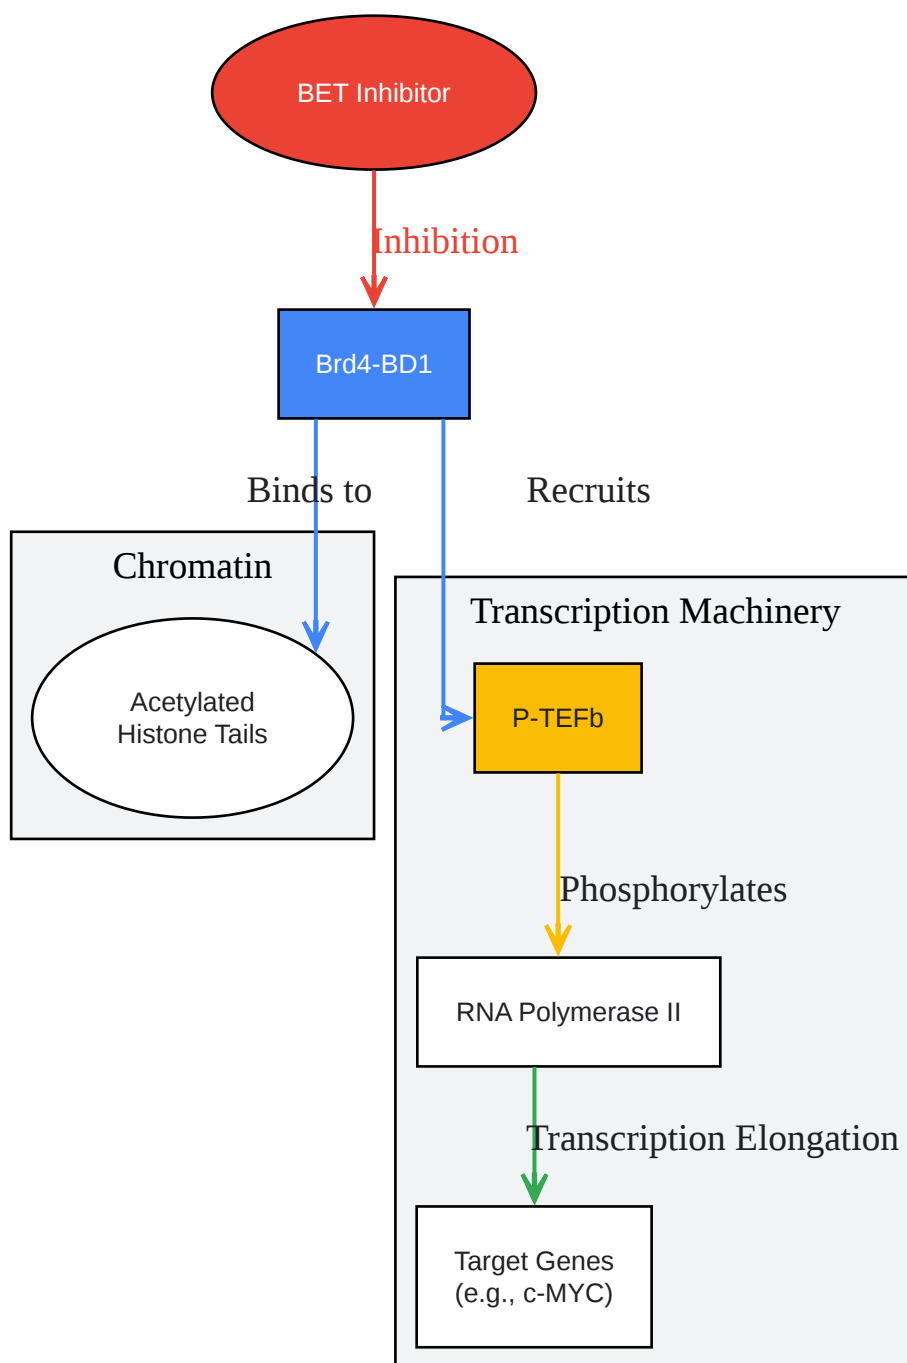 BET Inhibitor
Inhibition
Brd4-BD1
Binds to
Recruits
Chromatin
Transcription Machinery
Acetylated
Histone Tails
P-TEFb
Phosphorylates
RNA Polymerase II
Transcription Elongation
Target Genes
(e.g., c-MYC)